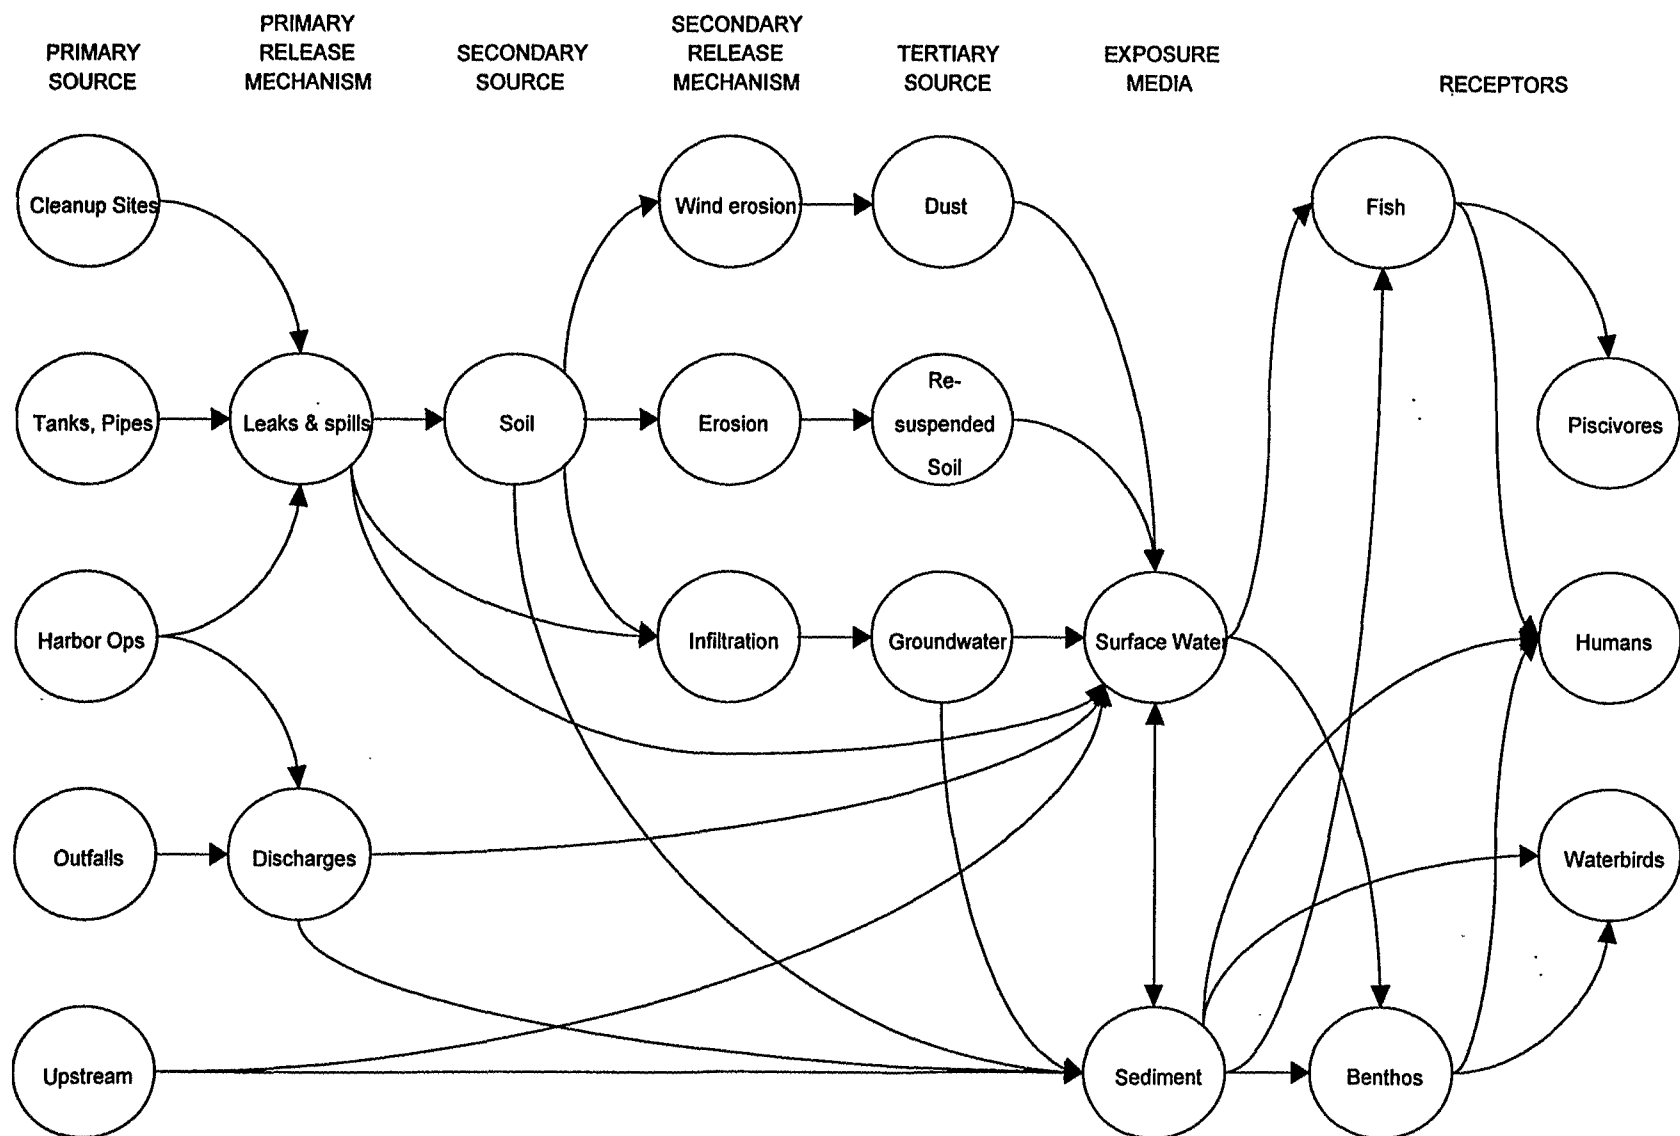 PRIMARY
SOURCE
PRIMARY
RELEASE
MECHANISM
SECONDARY
SOURCE
SECONDARY
RELEASE
MECHANISM
TERTIARY
SOURCE
EXPOSURE
MEDIA
RECEPTORS
Cleanup Sites
Wind erosion
Dust
Fish
Tanks, Pipes
Leaks & spills
Soil
Erosion
Re-
suspended
Soil
Piscivores
Harbor Ops
Infiltration
Groundwater
Surface Water
Humans
Outfalls
Discharges
Waterbirds
Upstream
Sediment
Benthos